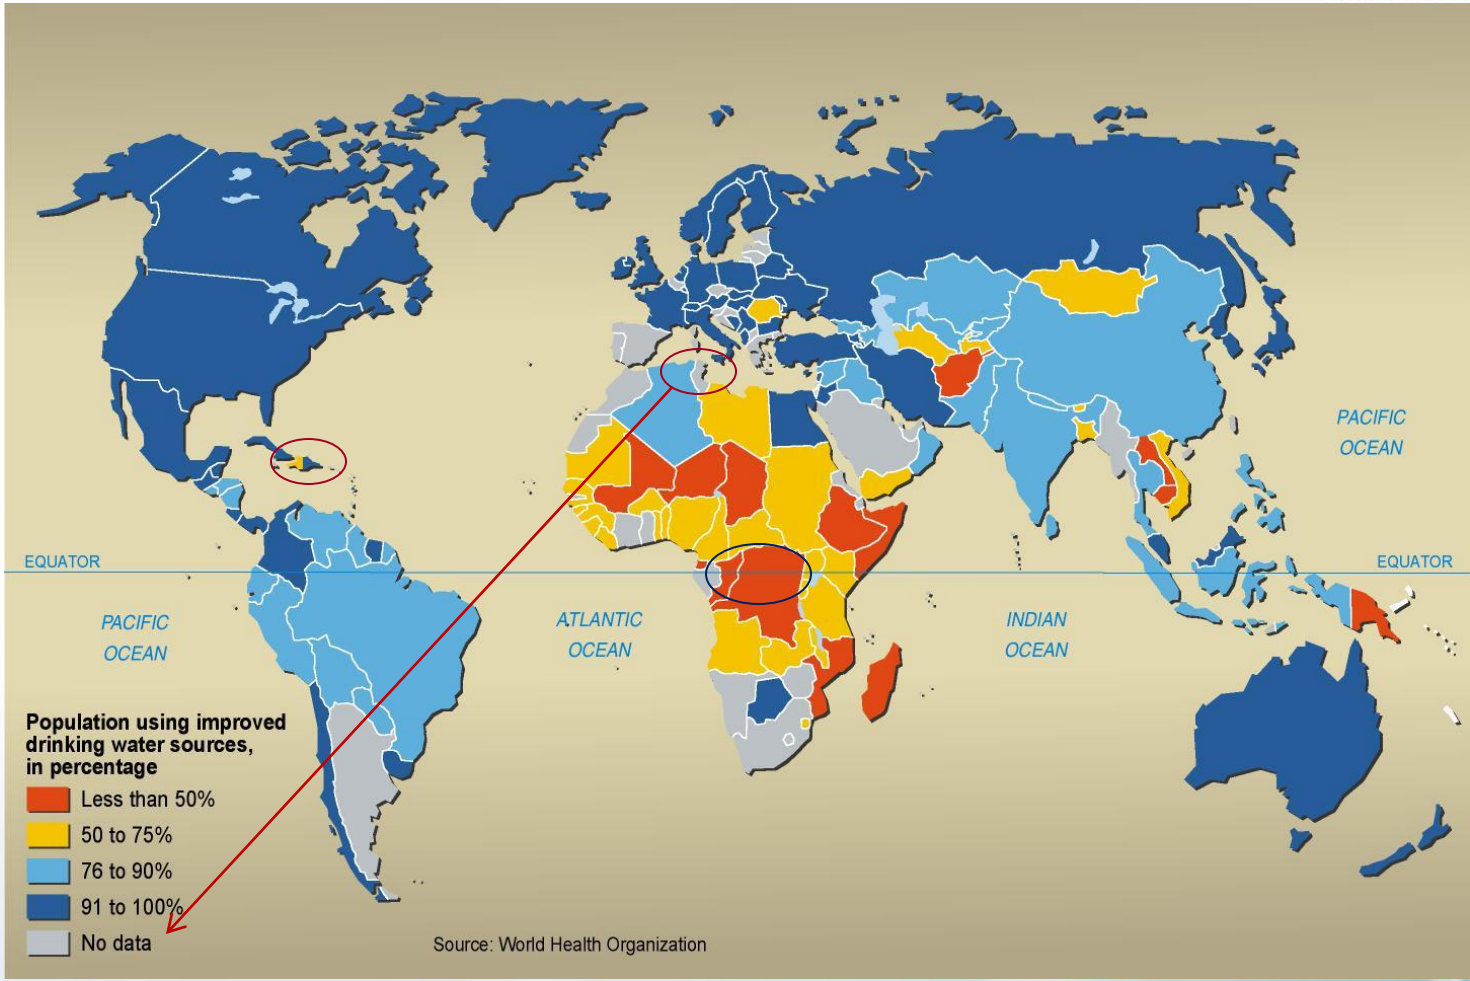 PACIFIC
OCEAN
EQUATOR
EQUATOR
PACIFIC
OCEAN
ATLANTIC
OCEAN
INDIAN
OCEAN
Population using improved
drinking water sources,
in percentage
Less than 50%
50 to 75%
76 to 90%
91 to 100%
No data
Source: World Health Organization